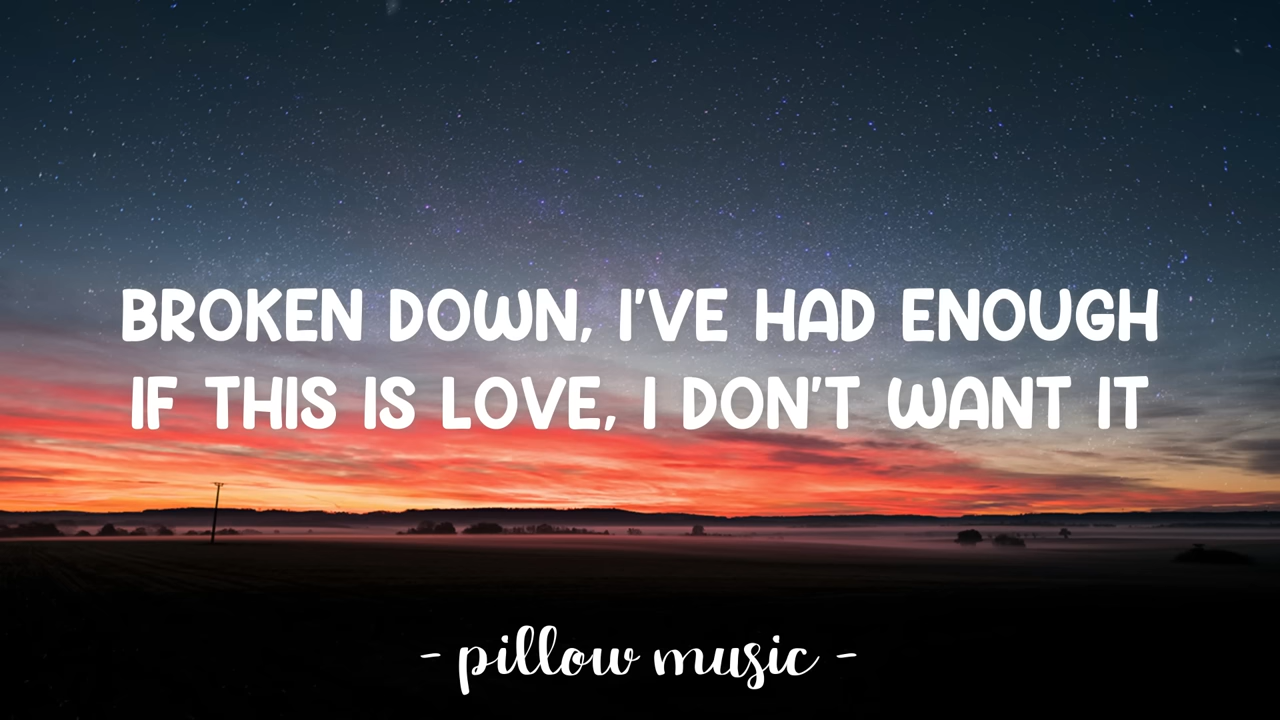 BROKEN DOWN, I'VE HAD ENOUGH
IF THIS IS LOVE, I DON'T WANT IT
- pillow music -